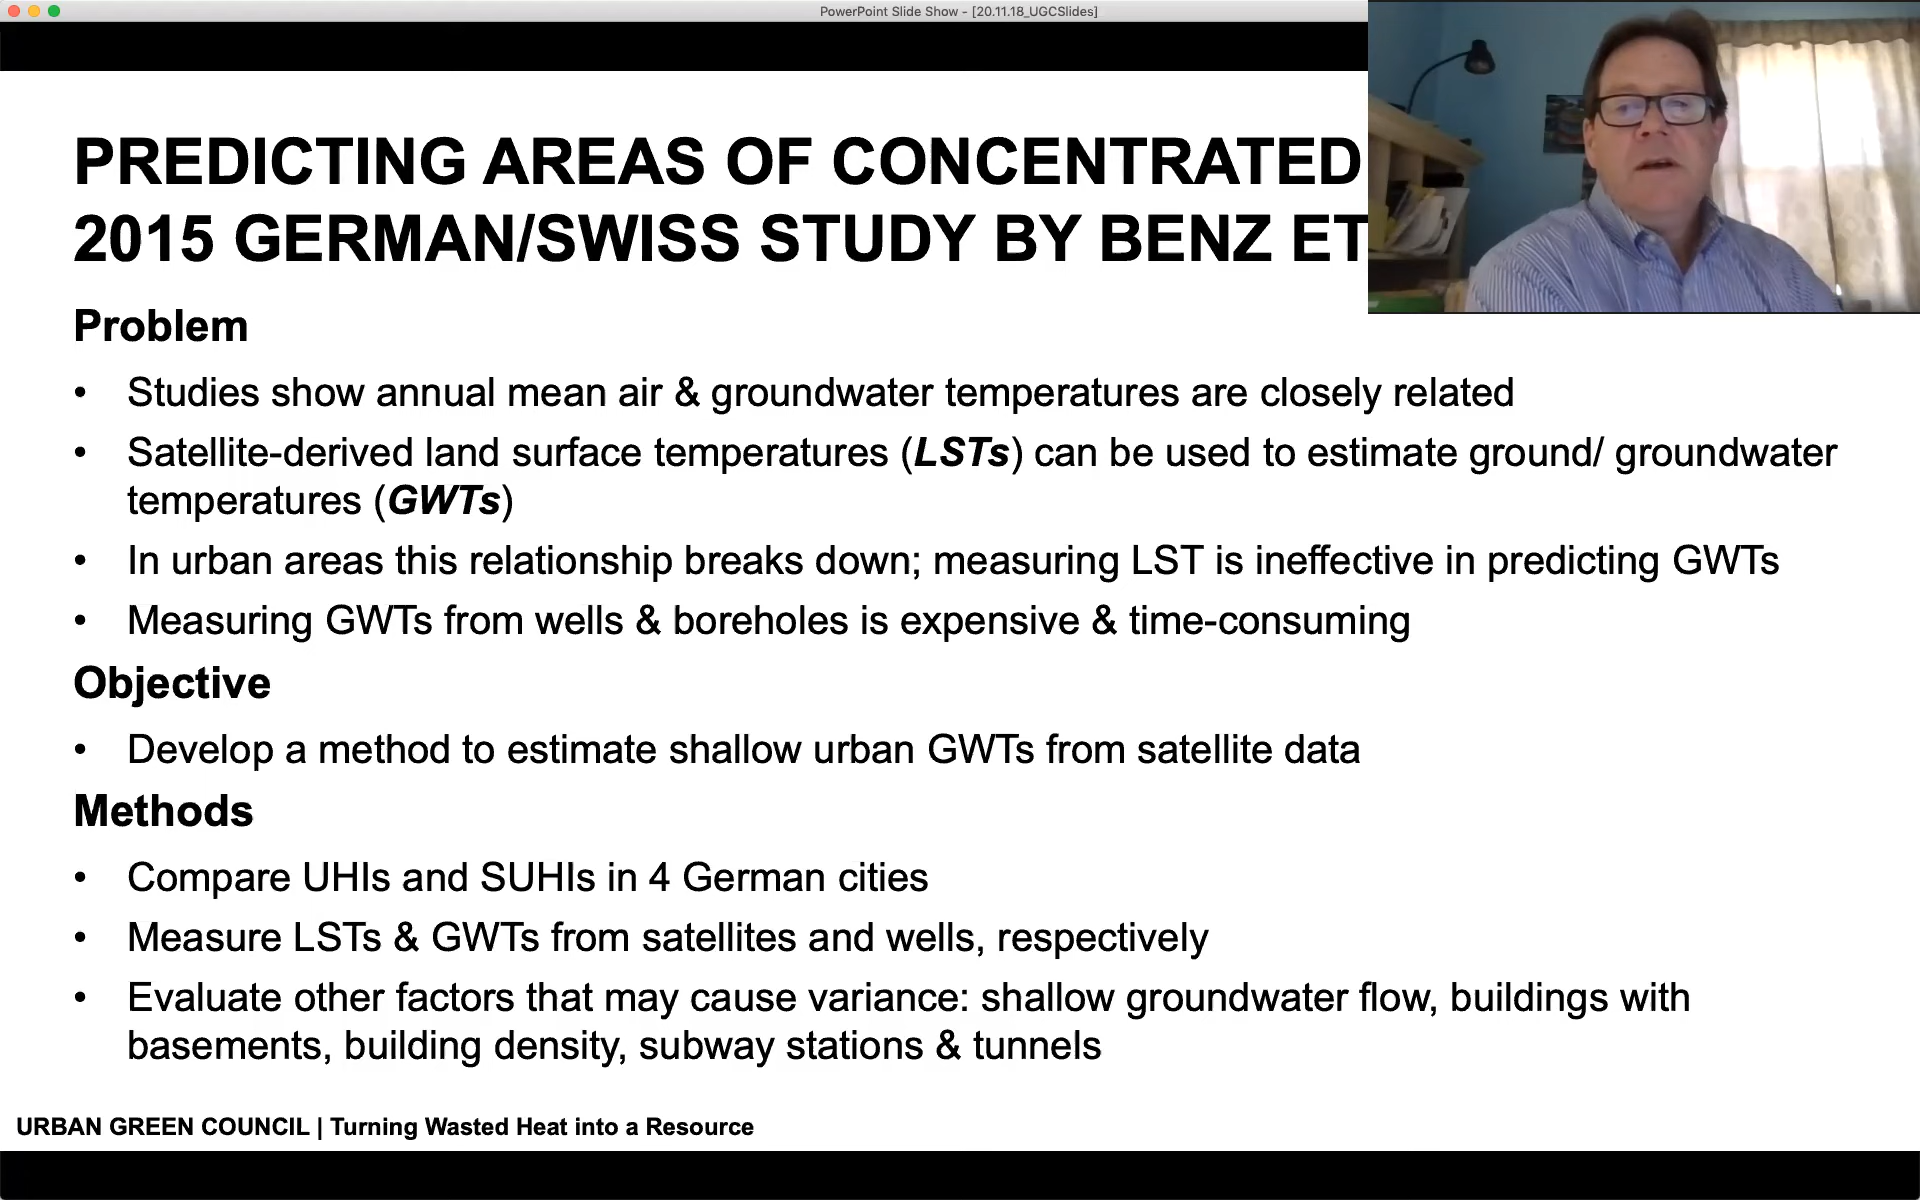 PowerPoint Slide Show - [20.11.18_UGCSlides]
PREDICTING AREAS OF CONCENTRATED
2015 GERMAN/SWISS STUDY BY BENZ ET
Problem
• Studies show annual mean air & groundwater temperatures are closely related
• Satellite-derived land surface temperatures (LSTs) can be used to estimate ground/ groundwater
temperatures (GWTs)
• In urban areas this relationship breaks down; measuring LST is ineffective in predicting GWTs
• Measuring GWTs from wells & boreholes is expensive & time-consuming
Objective
• Develop a method to estimate shallow urban GWTs from satellite data
Methods
• Compare UHIs and SUHIs in 4 German cities
• Measure LSTs & GWTs from satellites and wells, respectively
• Evaluate other factors that may cause variance: shallow groundwater flow, buildings with
basements, building density, subway stations & tunnels
URBAN GREEN COUNCIL | Turning Wasted Heat into a Resource